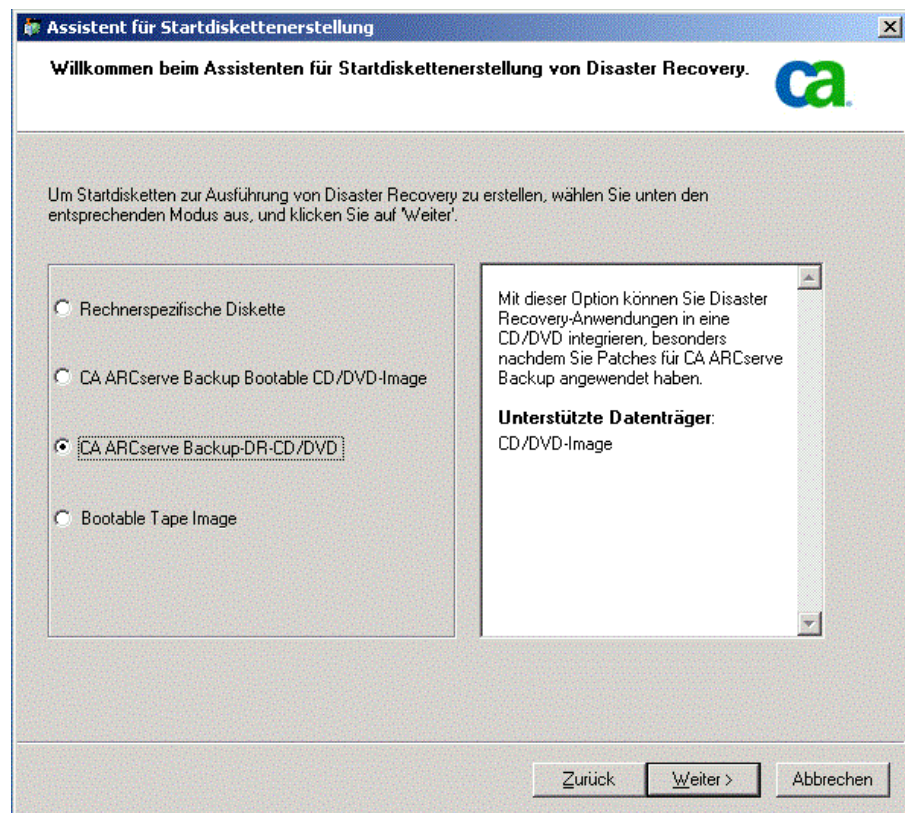 Assistent für Startdiskettenerstellung
Willkommen beim Assistenten für Startdiskettenerstellung von Disaster Recovery.
ca
Um Startdisketten zur Ausführung von Disaster Recovery zu erstellen, wählen Sie unten den
entsprechenden Modus aus, und klicken Sie auf 'Weiter'.
Rechnerspezifische Diskette
CA ARCserve Backup Bootable CD/DVD-Image
CA ARCserve Backup-DR-CD/DVD
Bootable Tape Image
Mit dieser Option können Sie Disaster
Recovery-Anwendungen in eine
CD/DVD integrieren, besonders
nachdem Sie Patches für CA ARCserve
Backup angewendet haben.
Unterstützte Datenträger:
CD/DVD-Image
Zurück
Weiter >
Abbrechen